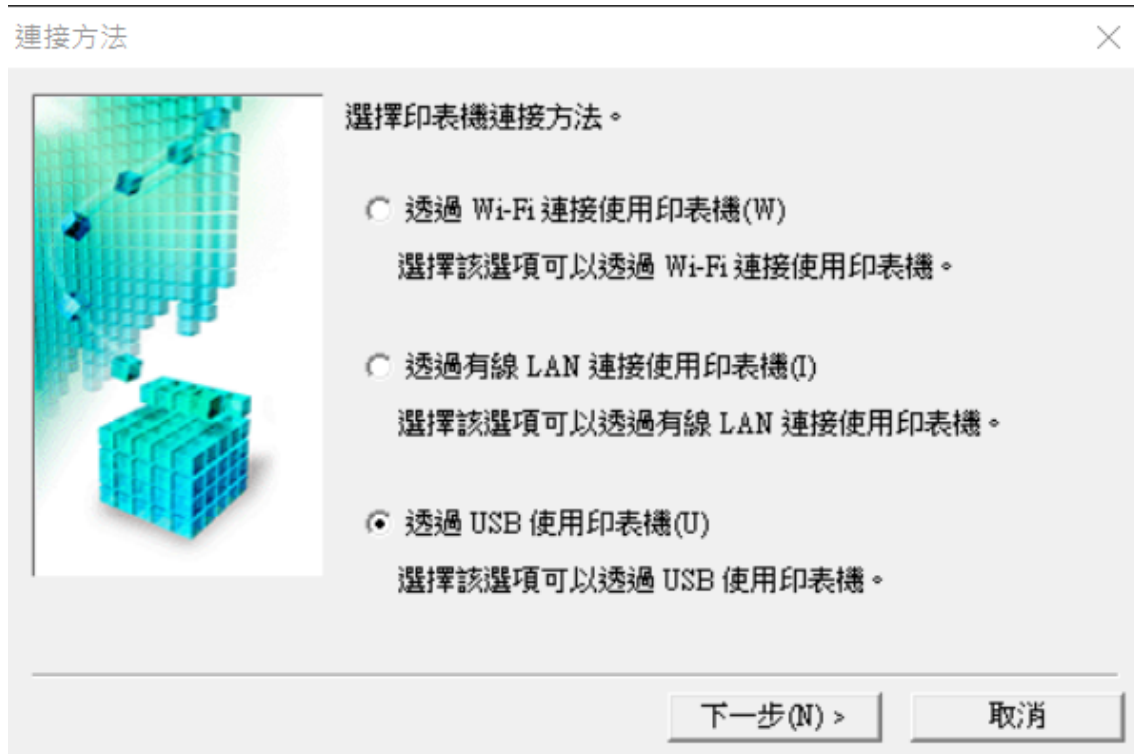 連接方法
選擇印表機連接方法。
透過 Wi-Fi 連接使用印表機(W)
選擇該選項可以透過 Wi-Fi 連接使用印表機。
透過有線 LAN 連接使用印表機(I)
選擇該選項可以透過有線 LAN 連接使用印表機。
透過 USB 使用印表機(U)
選擇該選項可以透過 USB 使用印表機。
下一步(N) > 取消